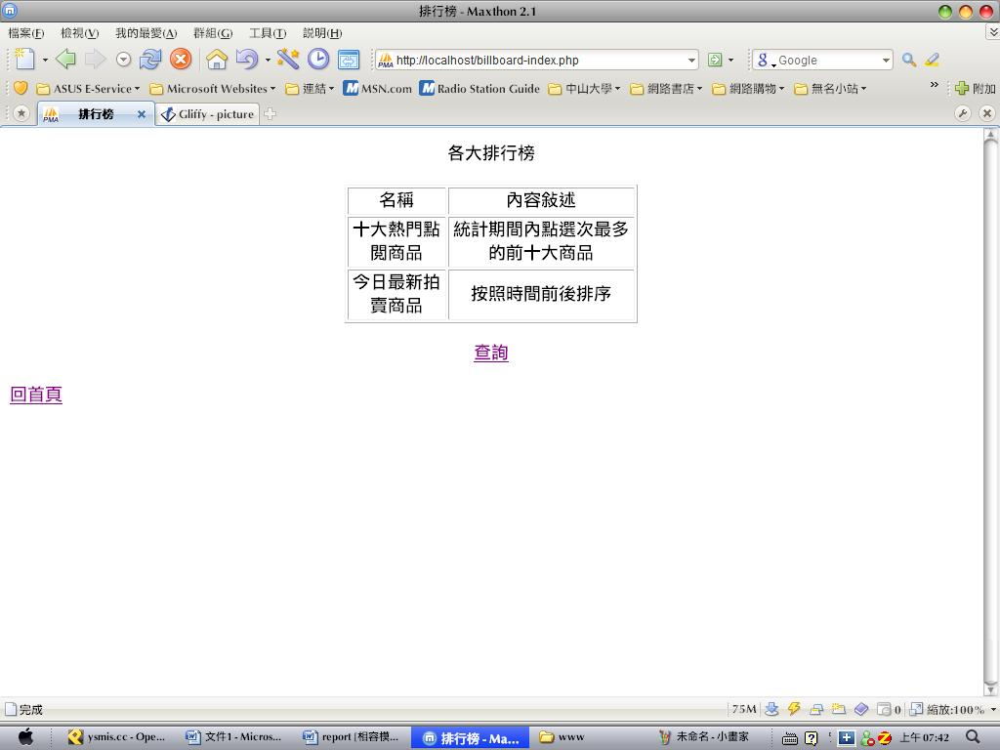 排行榜 - Maxthon 2.1
檔案(F) 檢視(V) 我的最愛(A) 群組(G) 工具(T) 說明(H)
http://localhost/billboard-index.php Google
ASUS E-Service Microsoft Websites 連結 MSN.com Radio Station Guide 中山大學 網路書店 網路購物 無名小站 » 附加
排行榜 Gliffy - picture
各大排行榜
名稱 內容敍述
十大熱門點 統計期間內點選次最多
閱商品 的前十大商品
今日最新拍
賣商品 按照時間前後排序
查詢
回首頁
完成 75M 0 縮放:100%
ysmis.cc - Ope... 文件1 - Micros... report [相容模... 排行榜 - Ma... www 未命名 - 小畫家 上午 07:42